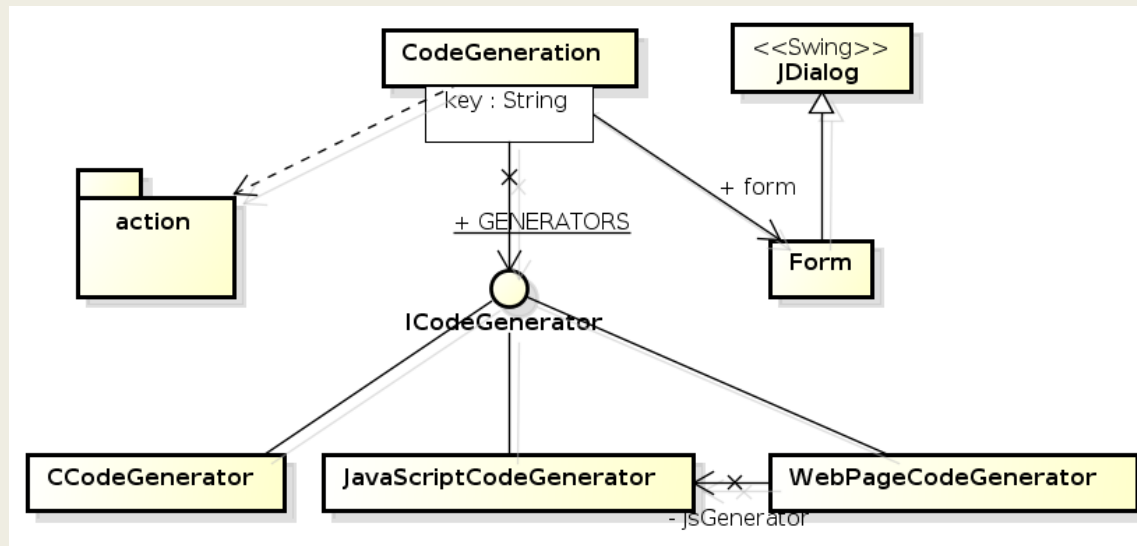 CodeGeneration
<<Swing>>
JDialog
key : String
+ form
action
+ GENERATORS
Form
ICodeGenerator
CCodeGenerator
JavaScriptCodeGenerator
WebPageCodeGenerator
- jsGenerator